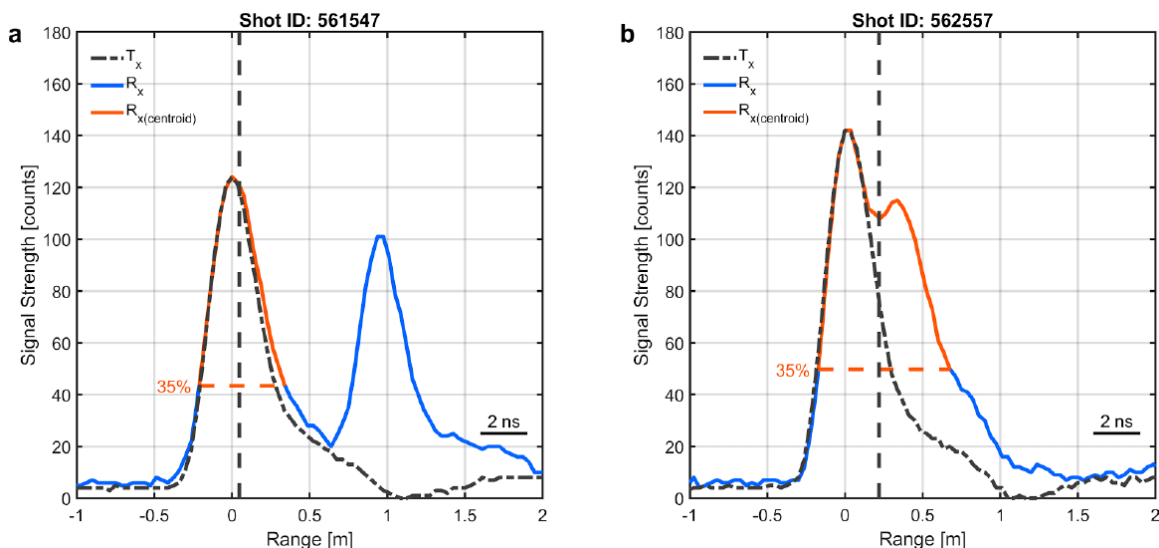 a
Shot ID: 561547
180
160
140
120
100
80
60
40
20
0
Signal Strength [counts]
Tx
Rx
Rx(centroid)
35%
2 ns
-1
-0.5
0
0.5
1
1.5
2
Range [m]
b
Shot ID: 562557
180
160
140
120
100
80
60
40
20
0
Signal Strength [counts]
Tx
Rx
Rx(centroid)
35%
2 ns
-1
-0.5
0
0.5
1
1.5
2
Range [m]